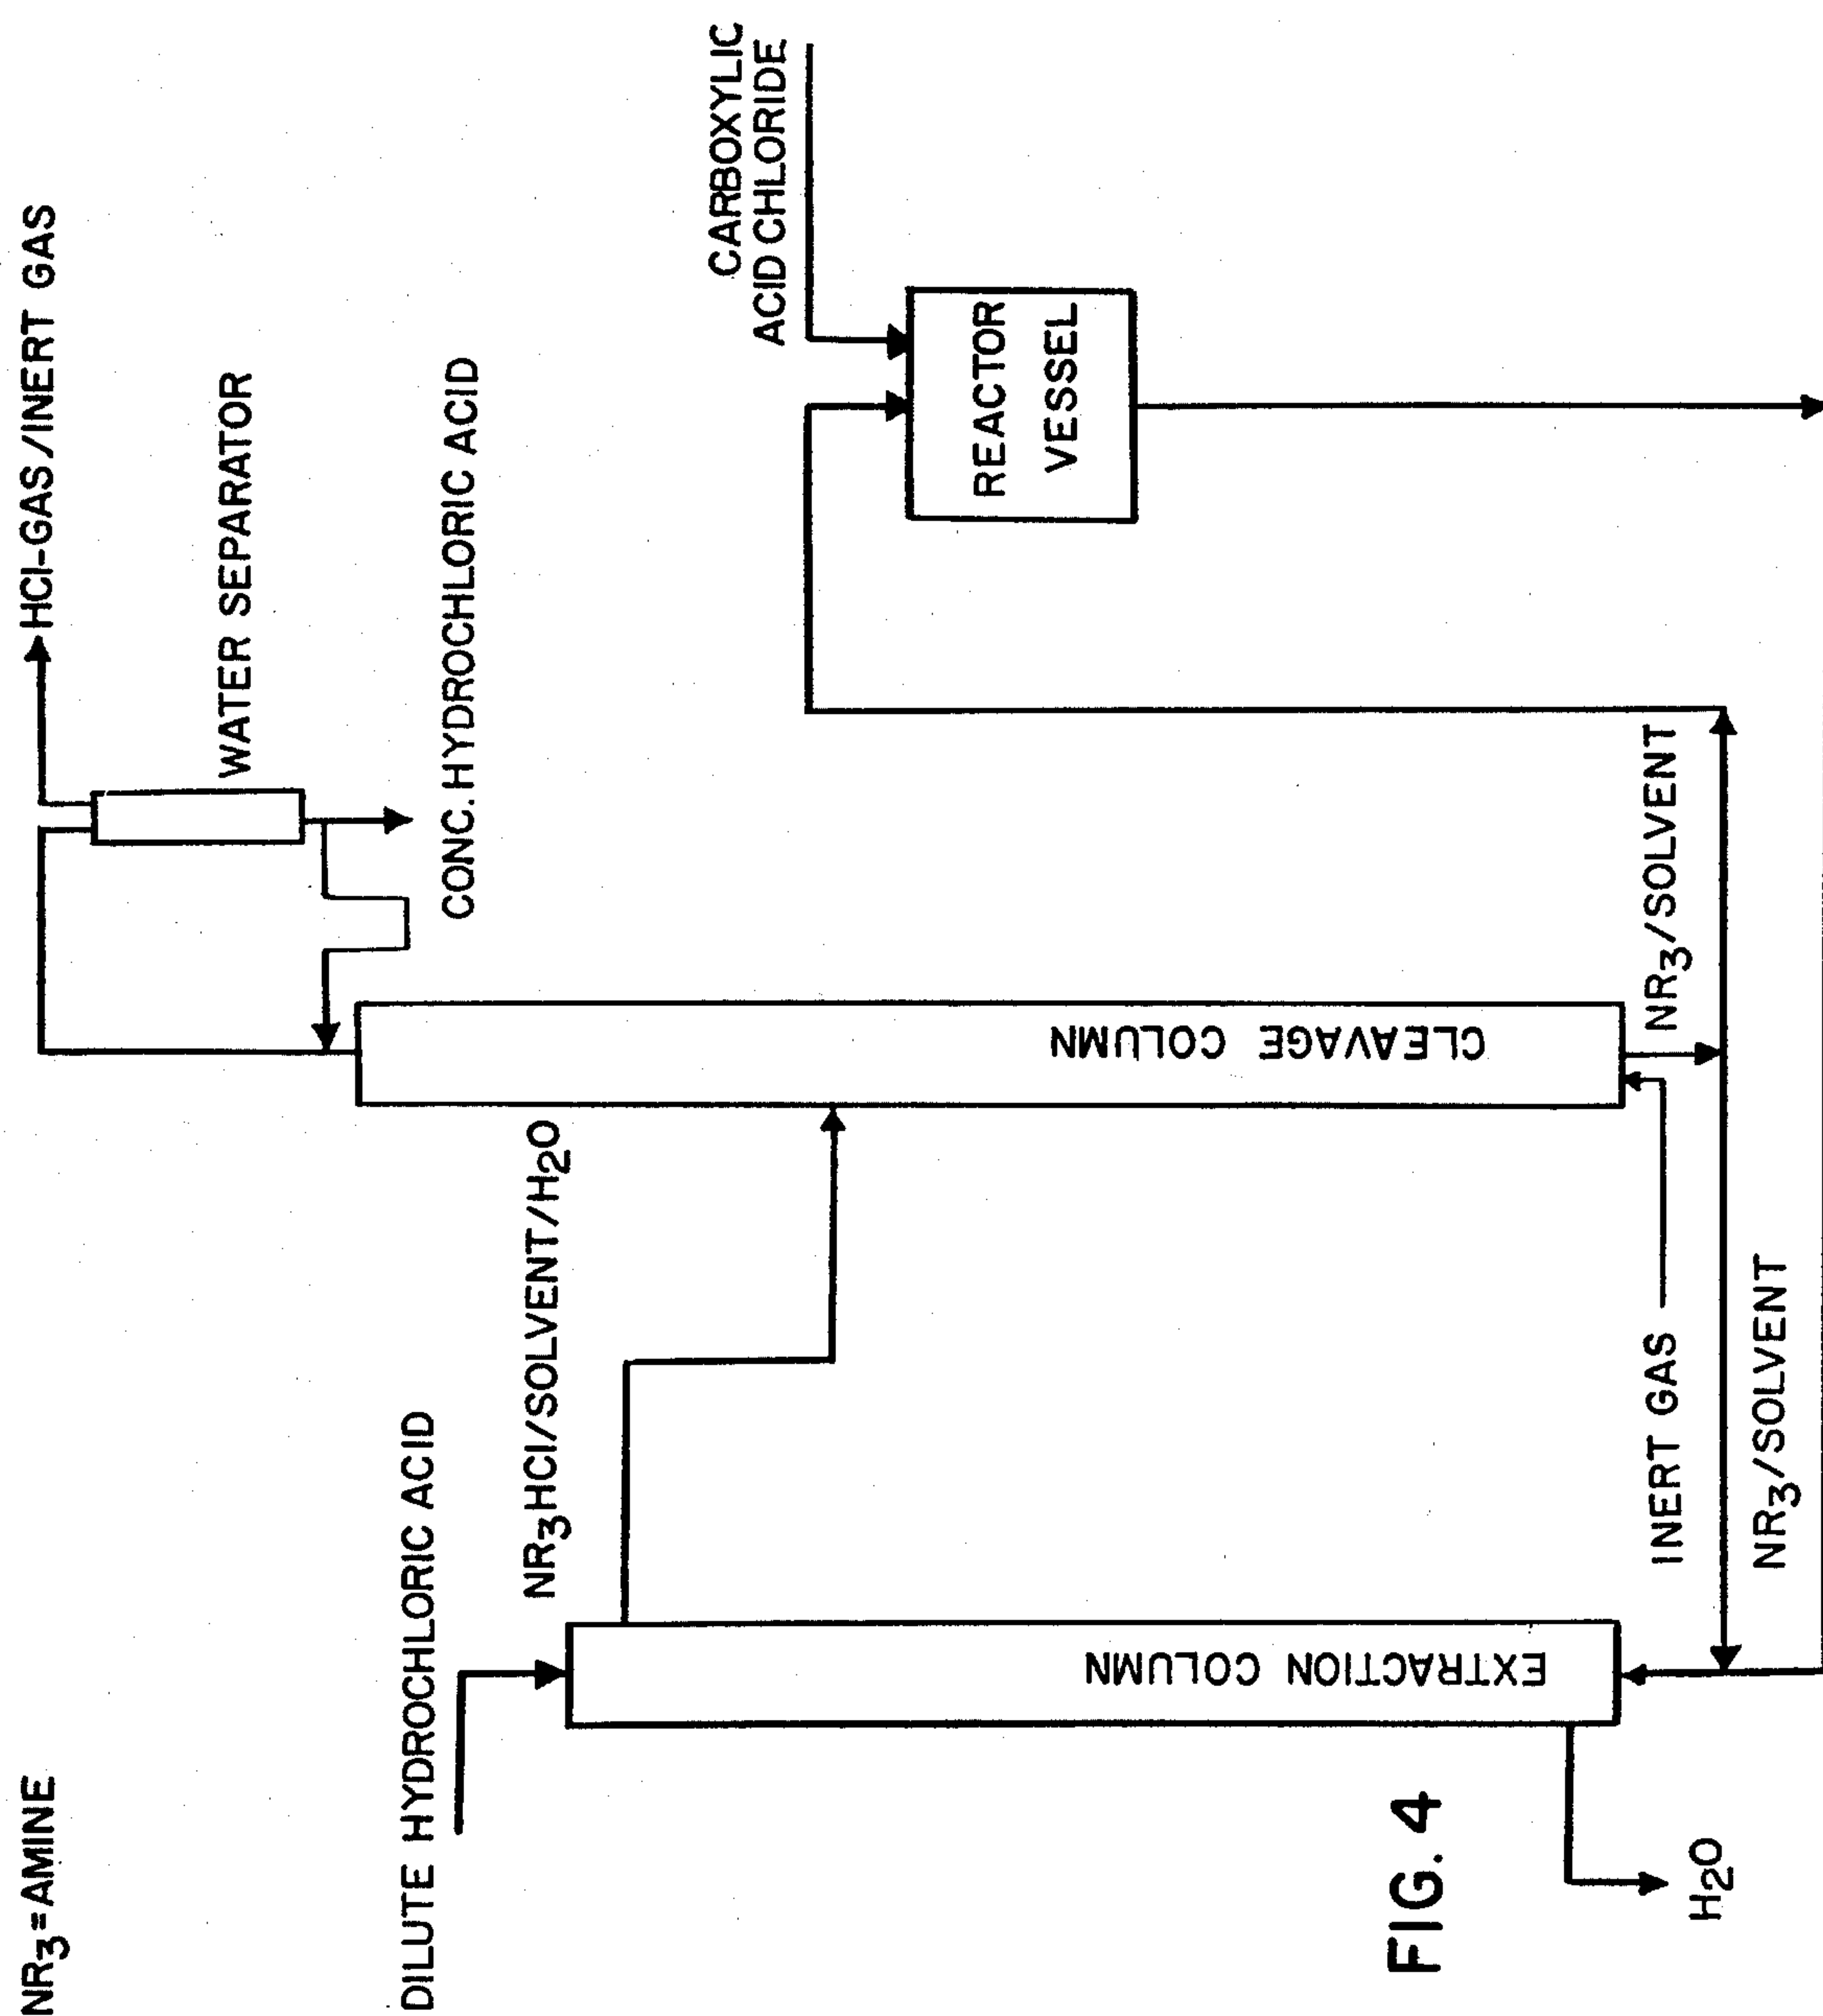 NR3=AMINE
HCl-GAS/INERT GAS
WATER SEPARATOR
CONC. HYDROCHLORIC ACID
DILUTE HYDROCHLORIC ACID
NR3HCl/SOLVENT/H2O
CARBOXYLIC
ACID CHLORIDE
REACTOR
VESSEL
CLEAVAGE COLUMN
EXTRACTION COLUMN
INERT GAS
NR3/SOLVENT
NR3/SOLVENT
H2O
FIG. 4